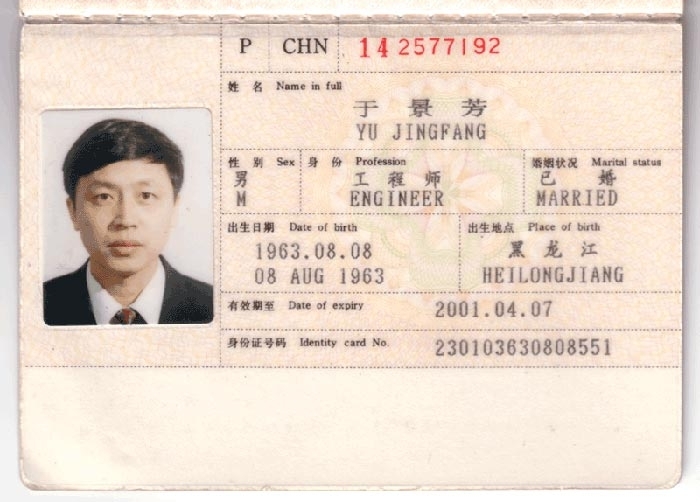 P CHN 14 2577192
姓 名 Name in full
于 景 芳
YU JINGFANG
性 别 Sex 身 份 Profession 婚姻状况 Marital status
男 工 程 师 已 婚
M ENGINEER MARRIED
出生日期 Date of birth 出生地点 Place of birth
1963.08.08 黑 龙 江
08 AUG 1963 HEILONGJIANG
有效期至 Date of expiry 2001.04.07
身份证号码 Identity card No. 230103630808551